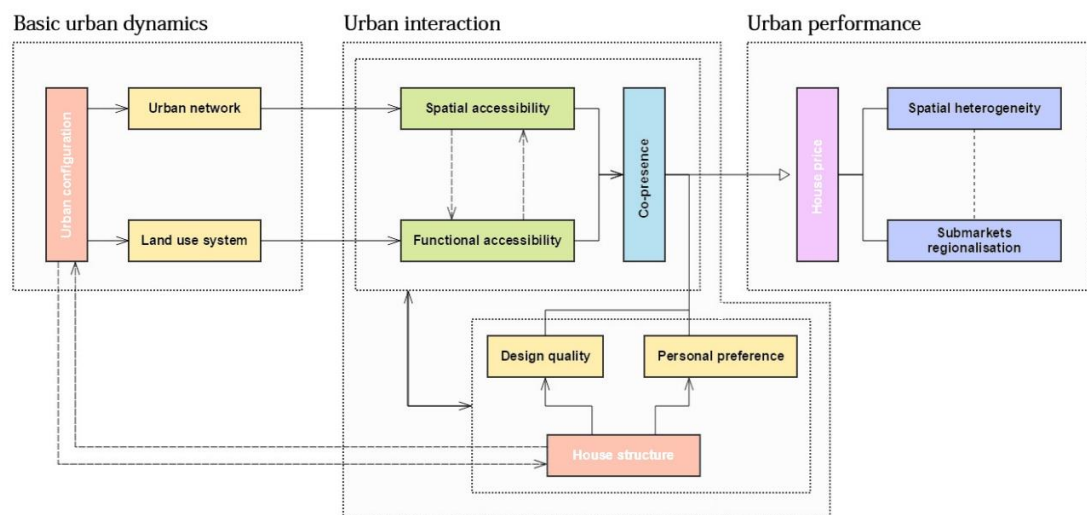 Basic urban dynamics
Urban interaction
Urban performance
Urban configuration
Urban network
Land use system
Spatial accessibility
Functional accessibility
Co-presence
House price
Spatial heterogeneity
Submarkets
regionalisation
Design quality
Personal preference
House structure